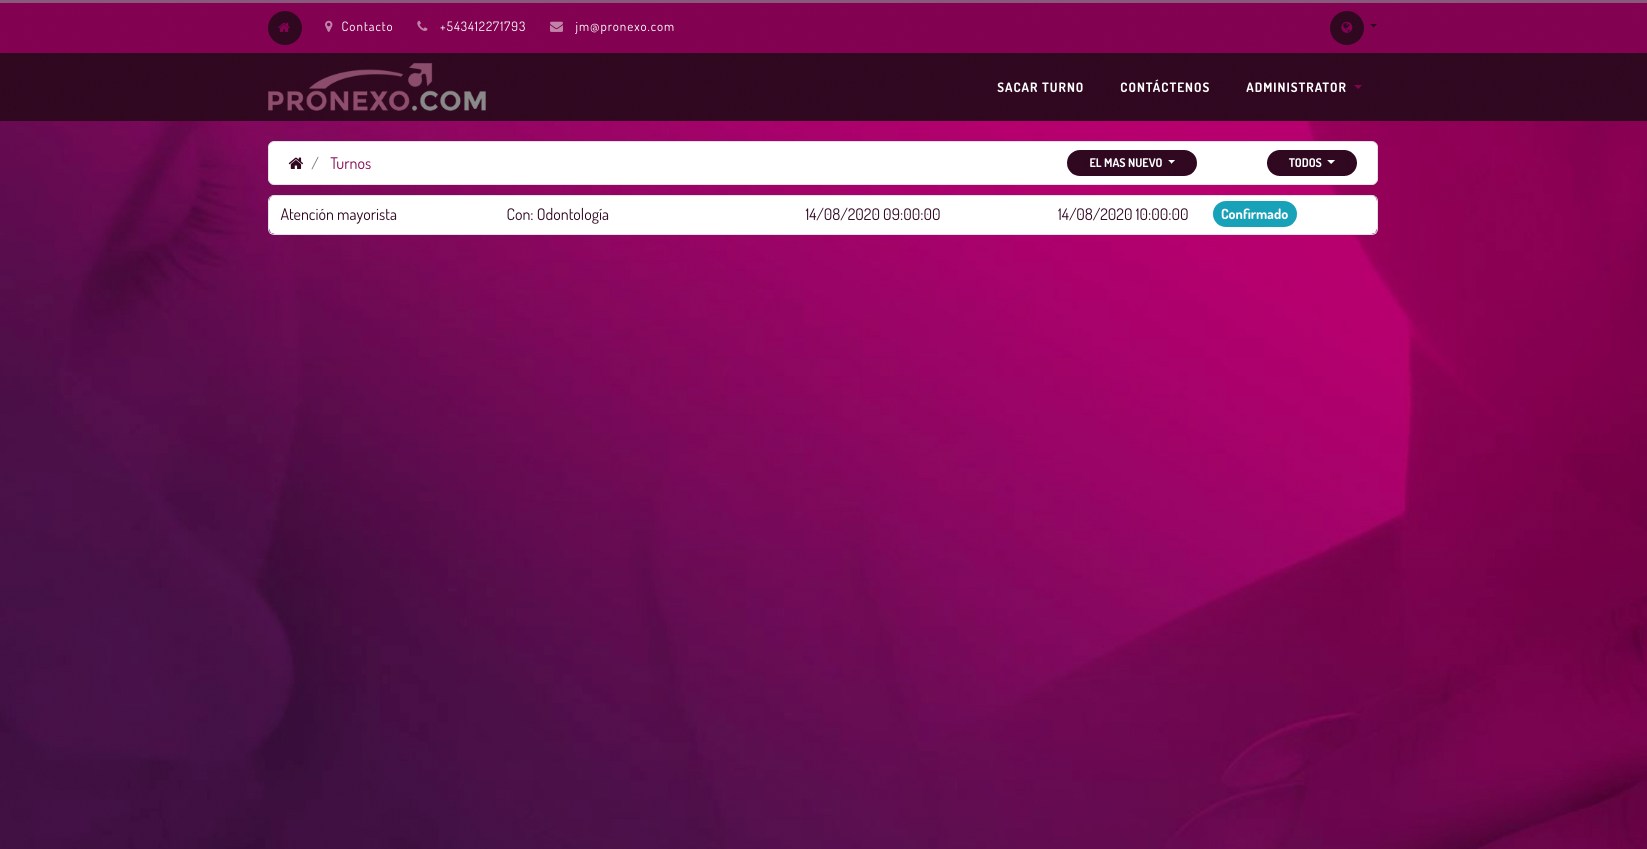 Contacto +543412271793 jm@pronexo.com
PRONEXO.COM
SACAR TURNO CONTÁCTENOS ADMINISTRATOR
/ Turnos EL MAS NUEVO TODOS
Atención mayorista Con: Odontología 14/08/2020 09:00:00 14/08/2020 10:00:00 Confirmado